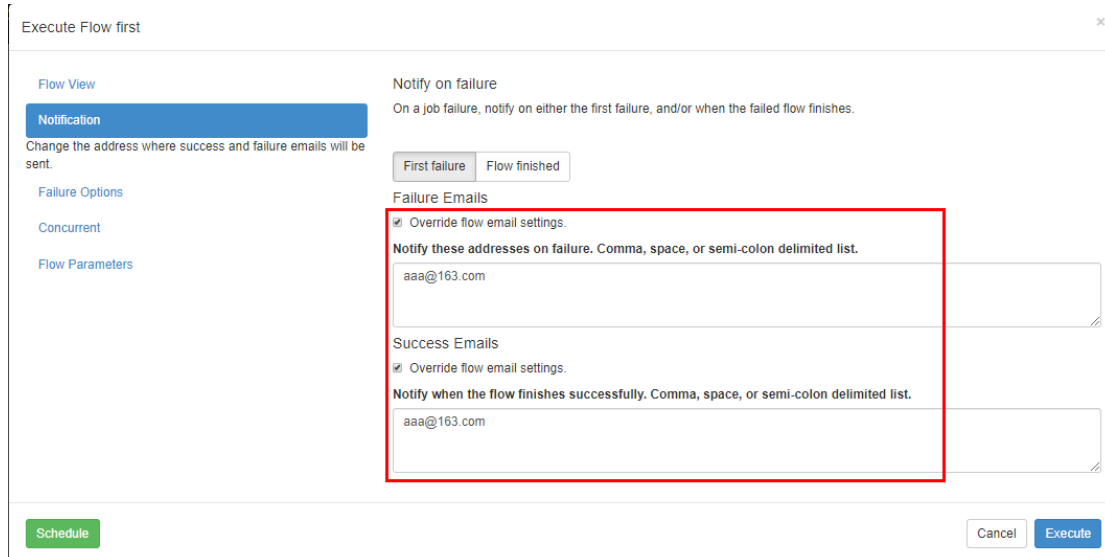 Execute Flow first
×
Flow View
Notification
Change the address where success and failure emails will be
sent.
Failure Options
Concurrent
Flow Parameters
Notify on failure
On a job failure, notify on either the first failure, and/or when the failed flow finishes.
First failure Flow finished
Failure Emails
Override flow email settings.
Notify these addresses on failure. Comma, space, or semi-colon delimited list.
aaa@163.com
Success Emails
Override flow email settings.
Notify when the flow finishes successfully. Comma, space, or semi-colon delimited list.
aaa@163.com
Schedule
Cancel Execute